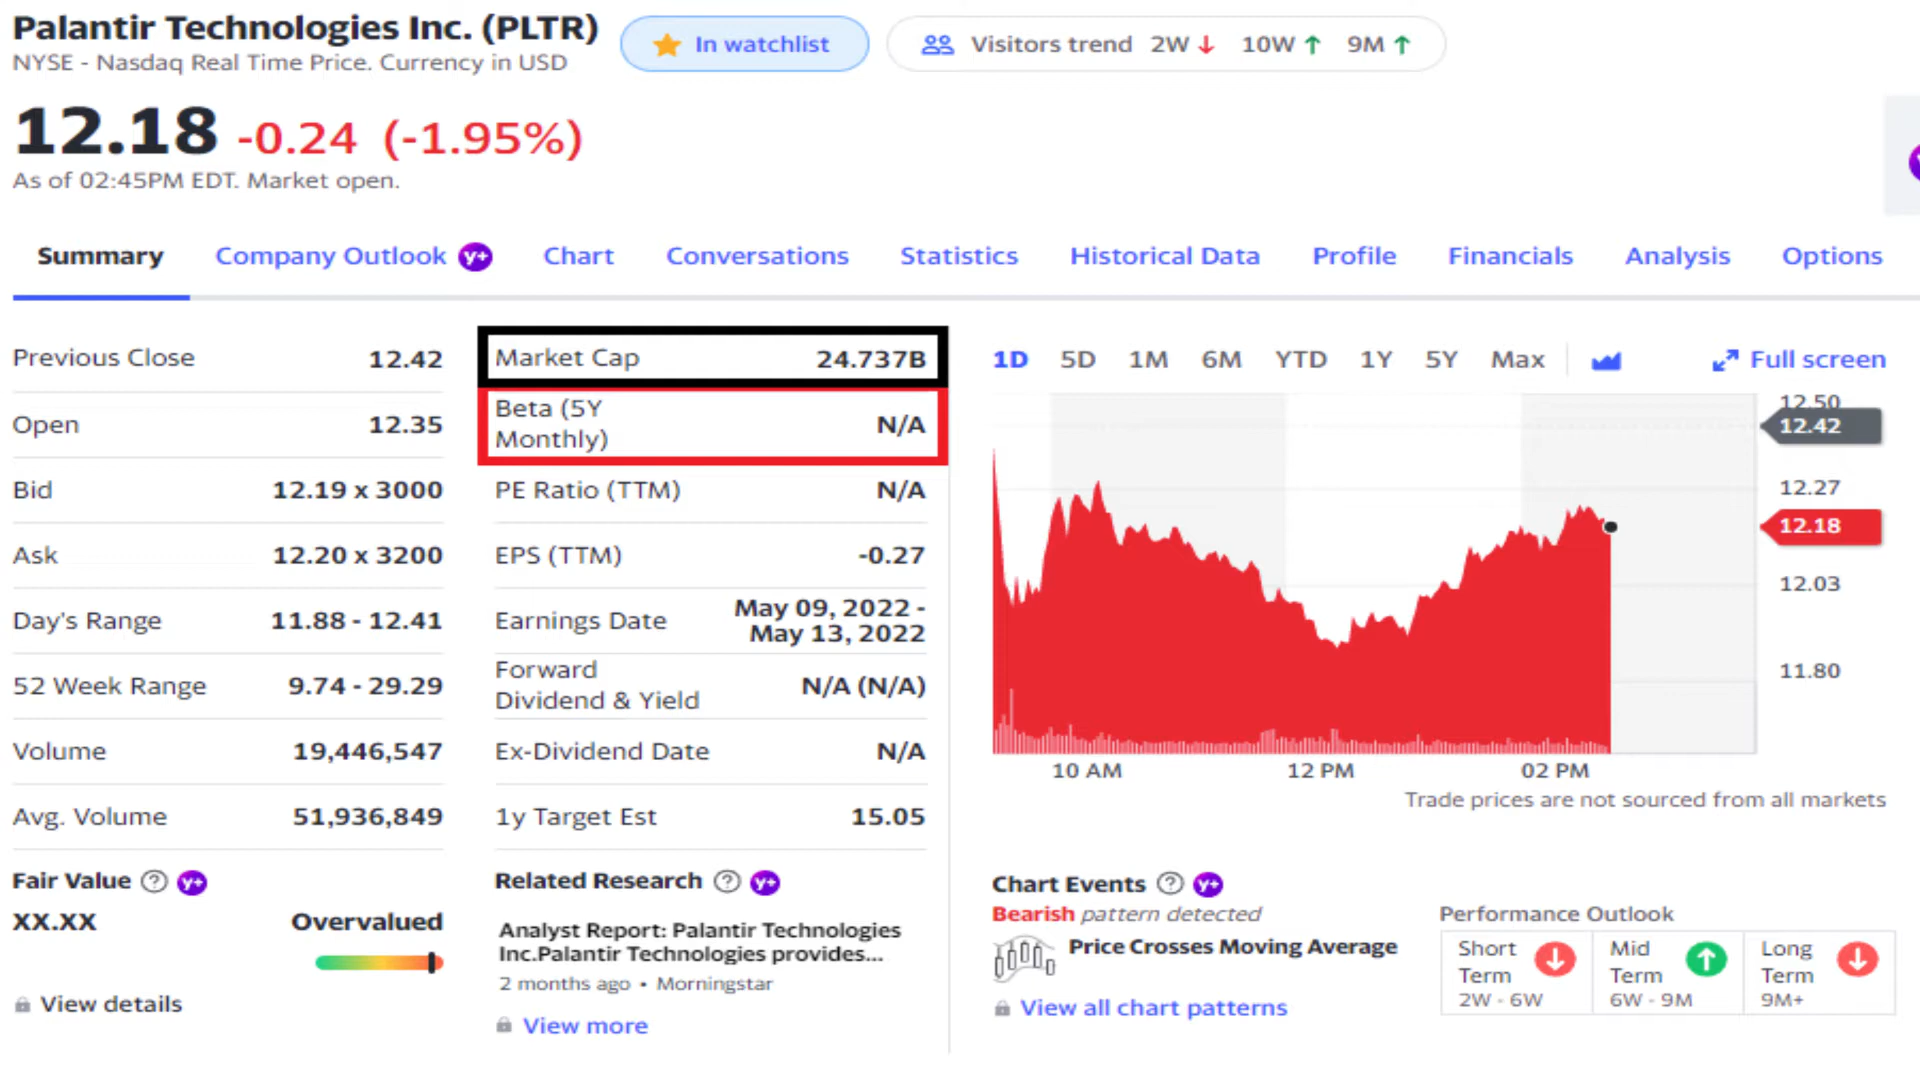 Palantir Technologies Inc. (PLTR)
NYSE - Nasdaq Real Time Price. Currency in USD
In watchlist
Visitors trend 2W ↓ 10W ↑ 9M ↑
12.18 -0.24 (-1.95%)
As of 02:45PM EDT. Market open.
Summary Company Outlook y+ Chart Conversations Statistics Historical Data Profile Financials Analysis Options
Previous Close 12.42
Open 12.35
Bid 12.19 x 3000
Ask 12.20 x 3200
Day's Range 11.88 - 12.41
52 Week Range 9.74 - 29.29
Volume 19,446,547
Avg. Volume 51,936,849
Market Cap 24.737B
Beta (5Y
Monthly) N/A
PE Ratio (TTM) N/A
EPS (TTM) -0.27
Earnings Date May 09, 2022 -
May 13, 2022
Forward
Dividend & Yield N/A (N/A)
Ex-Dividend Date N/A
1y Target Est 15.05
1D 5D 1M 6M YTD 1Y 5Y Max Full screen
12.50
12.42
12.27
12.18
12.03
11.80
10 AM 12 PM 02 PM
Trade prices are not sourced from all markets
Fair Value ? y+
XX.XX Overvalued
View details
Related Research ? y+
Analyst Report: Palantir Technologies
Inc.Palantir Technologies provides...
2 months ago • Morningstar
View more
Chart Events ? y+
Bearish pattern detected
Price Crosses Moving Average
View all chart patterns
Performance Outlook
Short
Term
2W - 6W
Mid
Term
6W - 9M
Long
Term
9M+